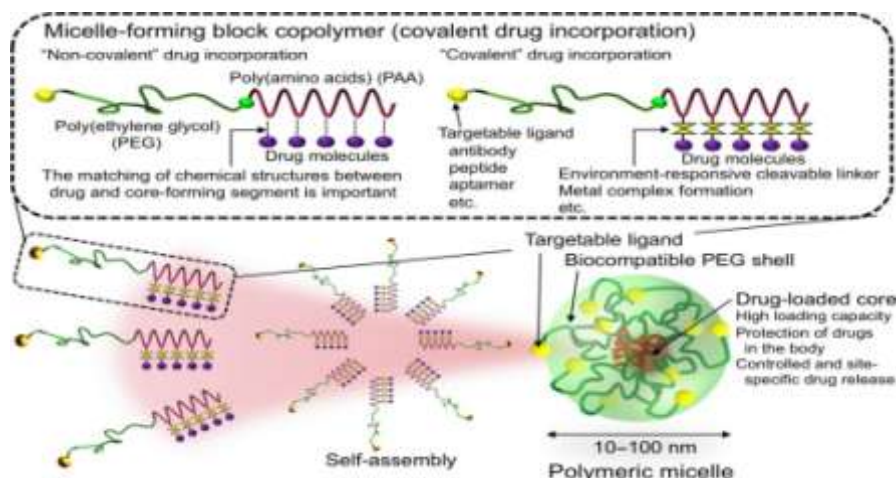 Micelle-forming block copolymer (covalent drug incorporation)
"Non-covalent" drug incorporation
Poly(amino acids) (PAA)
Poly(ethylene glycol)
(PEG)
Drug molecules
The matching of chemical structures between
drug and core-forming segment is important
"Covalent" drug incorporation
Targetable ligand
antibody
peptide
aptamer
etc.
Drug molecules
Environment-responsive cleavable linker
Metal complex formation
etc.
Targetable ligand
Biocompatible PEG shell
Drug-loaded core
High loading capacity
Protection of drugs
in the body
Controlled and site-
specific drug release
Self-assembly
10–100 nm
Polymeric micelle